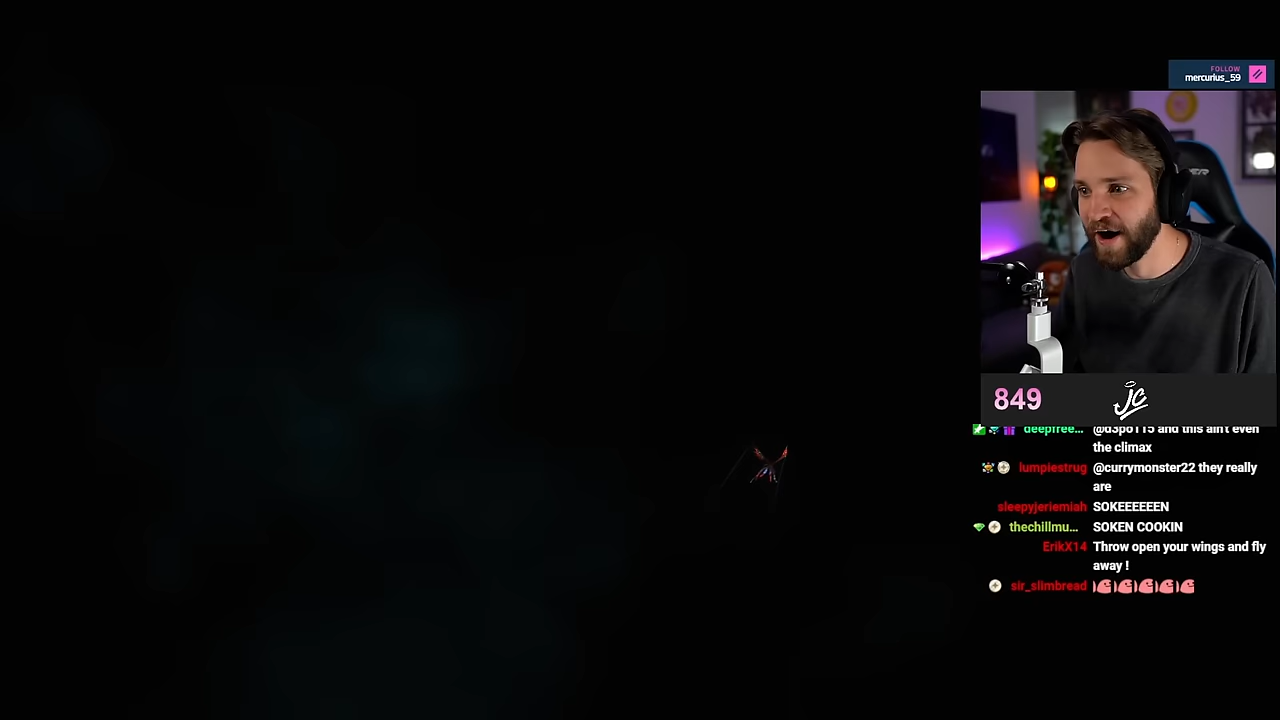 FOLLOW
mercurius_59
849
jc
deepfree... @d3po115 and this ain't even
the climax
lumpiestrug @currymonster22 they really
are
sleepyjeriemiah SOKEEEEEEN
thechillmu... SOKEN COOKIN
ErikX14 Throw open your wings and fly
away !
sir_slimbread